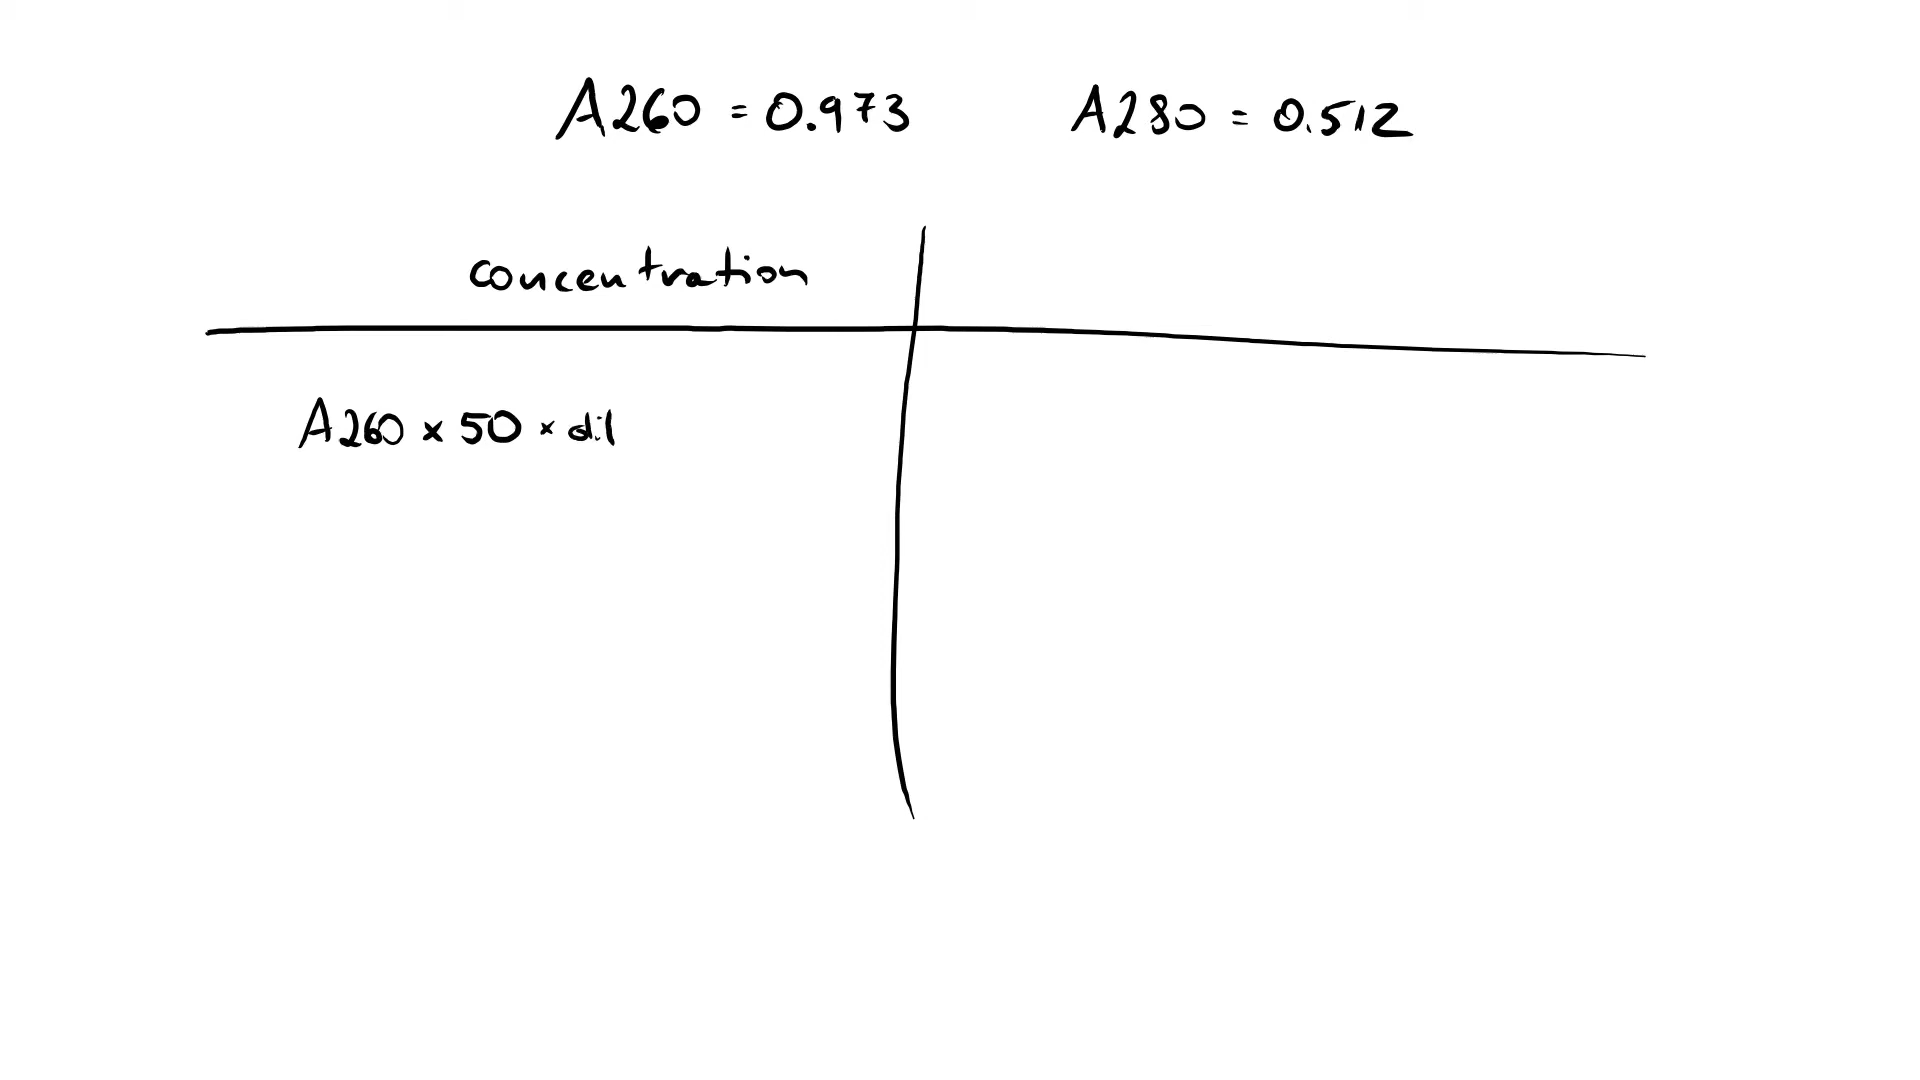 A260 = 0.973 A280 = 0.512
concentration
A260 × 50 × dil